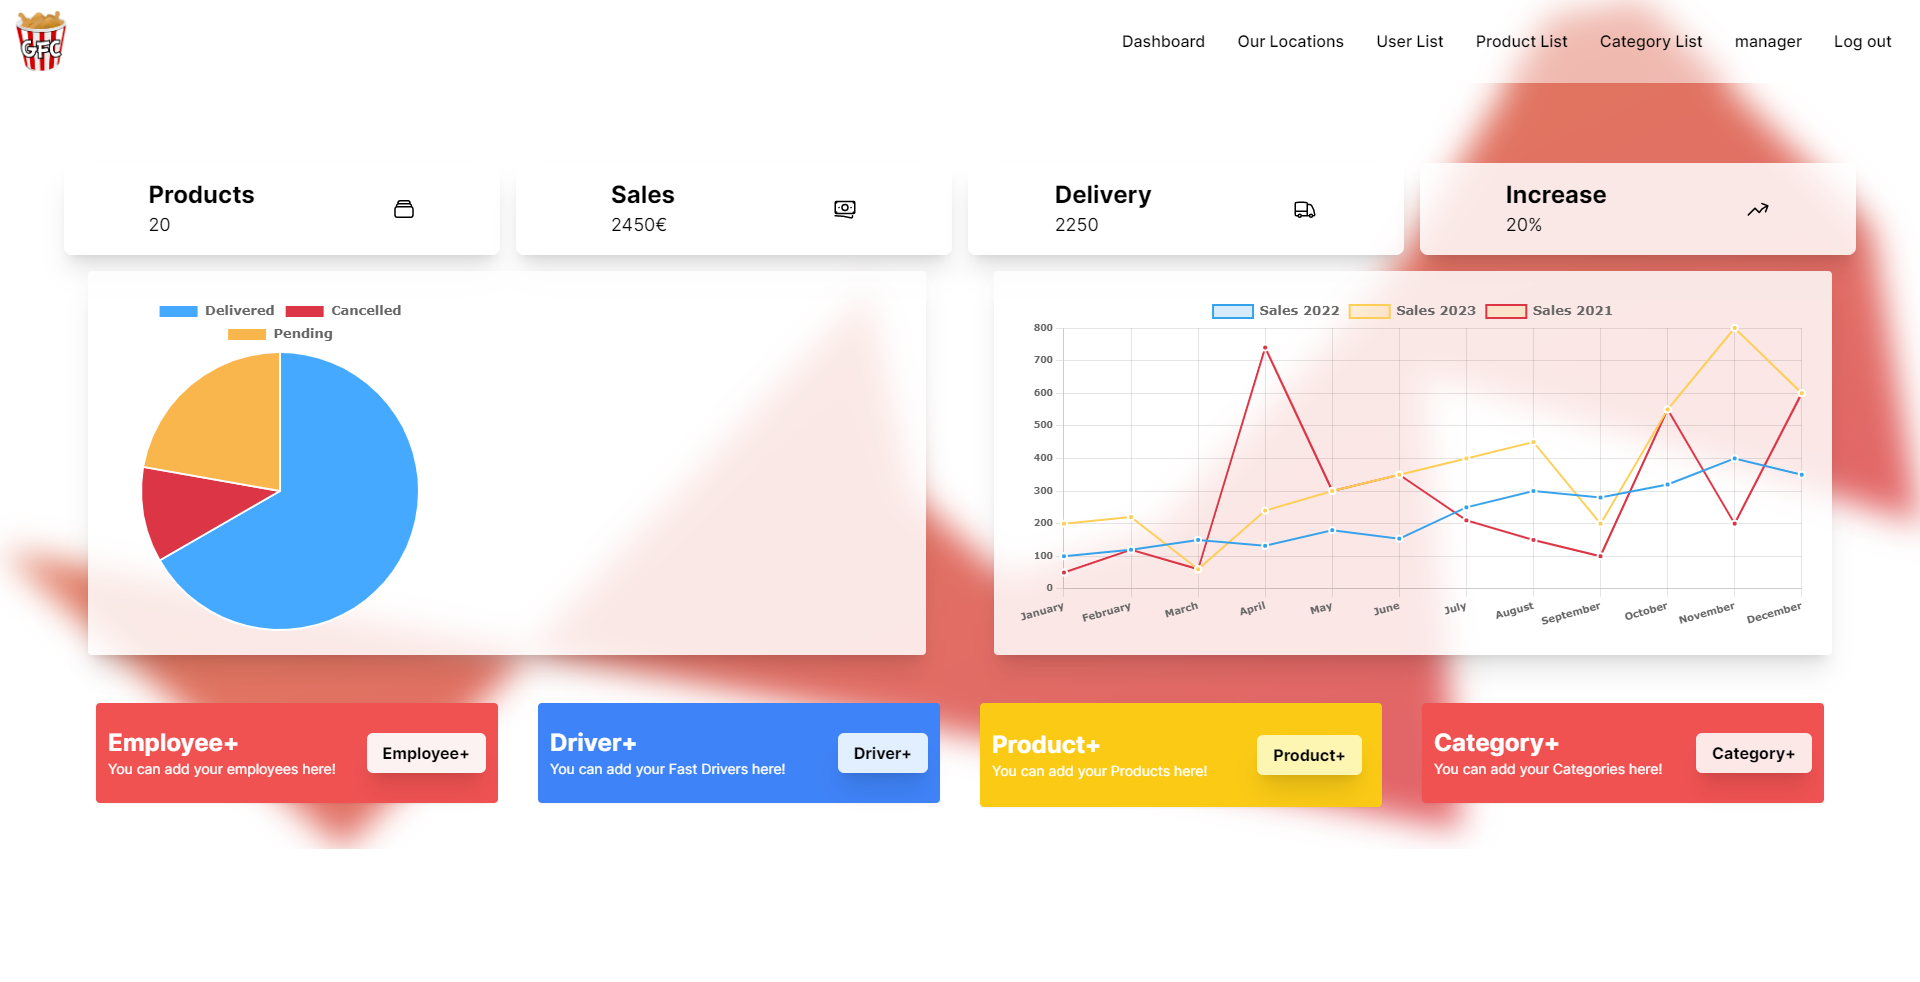 GFC
Dashboard Our Locations User List Product List Category List manager Log out
Products
20
Sales
2450€
Delivery
2250
Increase
20%
Delivered Cancelled
Pending
Sales 2022 Sales 2023 Sales 2021
800
700
600
500
400
300
200
100
0
January February March April May June July August September October November December
Employee+
You can add your employees here!
Employee+
Driver+
You can add your Fast Drivers here!
Driver+
Product+
You can add your Products here!
Product+
Category+
You can add your Categories here!
Category+